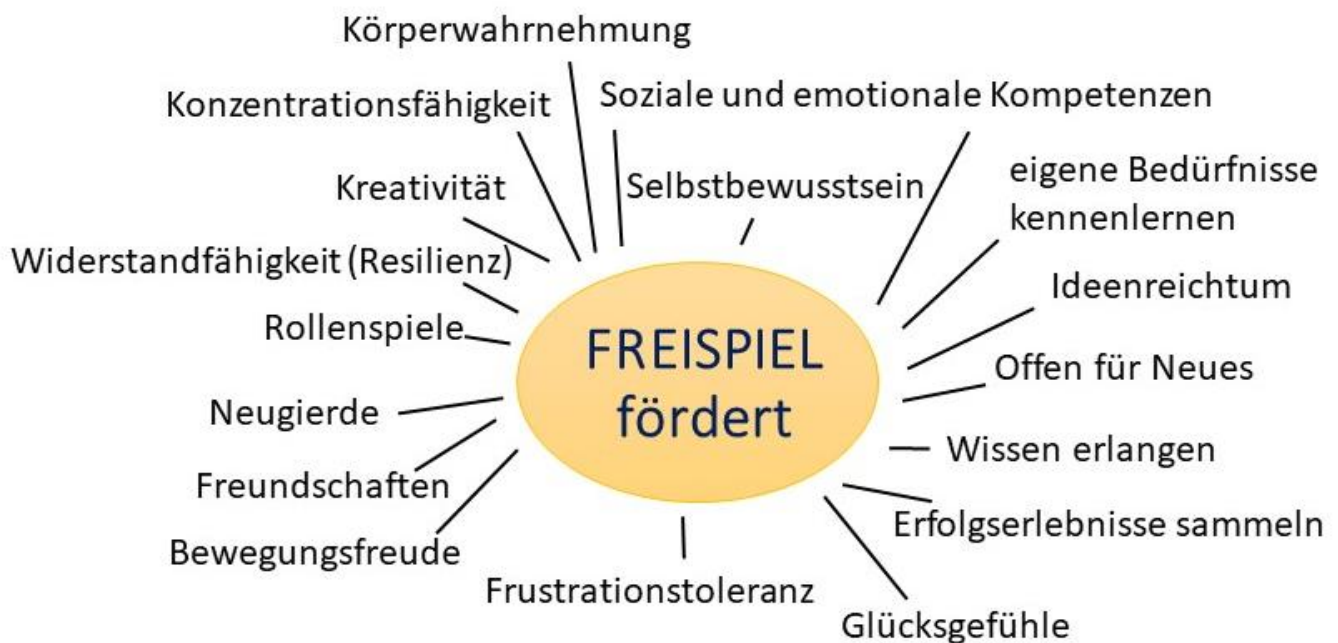 Körperwahrnehmung
Konzentrationsfähigkeit
Soziale und emotionale Kompetenzen
Kreativität
Selbstbewusstsein
eigene Bedürfnisse
kennenlernen
Widerstandfähigkeit (Resilienz)
Ideenreichtum
Rollenspiele
FREISPIEL
fördert
Offen für Neues
Neugierde
Wissen erlangen
Freundschaften
Erfolgserlebnisse sammeln
Bewegungsfreude
Frustrationstoleranz
Glücksgefühle